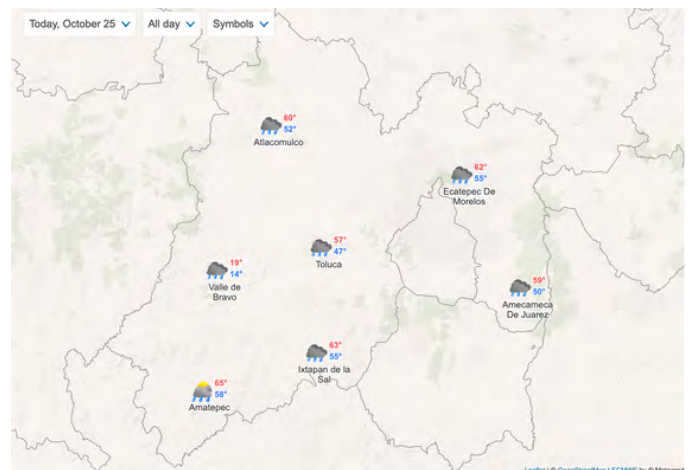 Today, October 25
All day
Symbols
60°
52°
Atlacomulco
62°
55°
Ecatepec De
Morelos
57°
47°
Toluca
19°
14°
Valle de
Bravo
59°
50°
Amecameca
De Juarez
63°
55°
Ixtapan de la
Sal
65°
58°
Amatepec